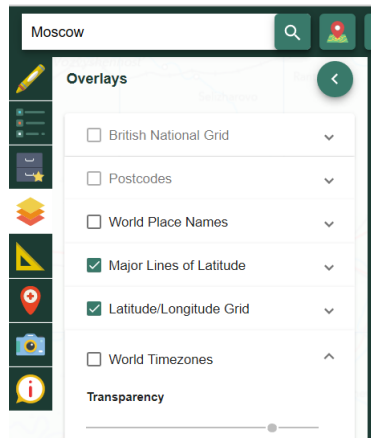 Moscow
Overlays
British National Grid
Postcodes
World Place Names
Major Lines of Latitude
Latitude/Longitude Grid
World Timezones
Transparency